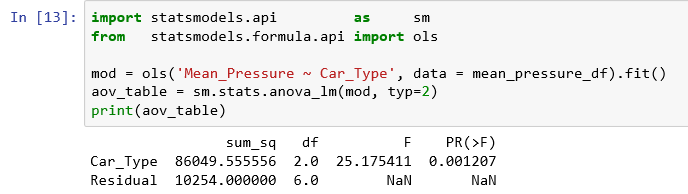 In [13]: import statsmodels.api         as     sm
from   statsmodels.formula.api import ols
mod = ols('Mean_Pressure ~ Car_Type', data = mean_pressure_df).fit()
aov_table = sm.stats.anova_lm(mod, typ=2)
print(aov_table)
sum_sq   df          F    PR(>F)
Car_Type  86049.555556  2.0  25.175411  0.001207
Residual  10254.000000  6.0        NaN       NaN